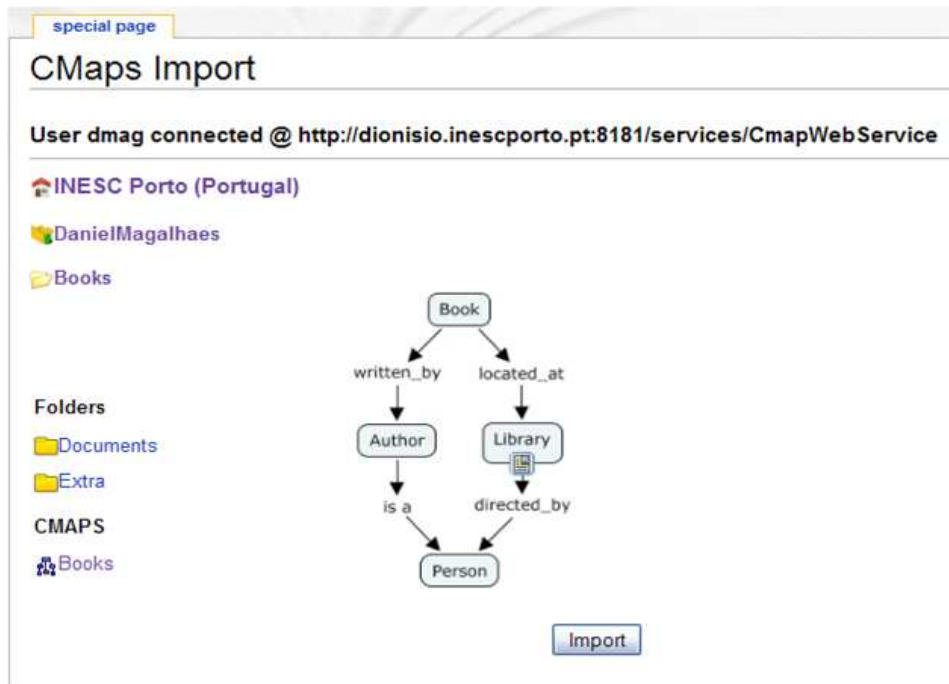 special page
CMaps Import
User dmag connected @ http://dionisio.inescporto.pt:8181/services/CmapWebService
INESC Porto (Portugal)
DanielMagalhaes
Books
Book
written_by located_at
Folders
Author Library
Documents
Extra
is a directed_by
CMAPS
Books
Person
Import